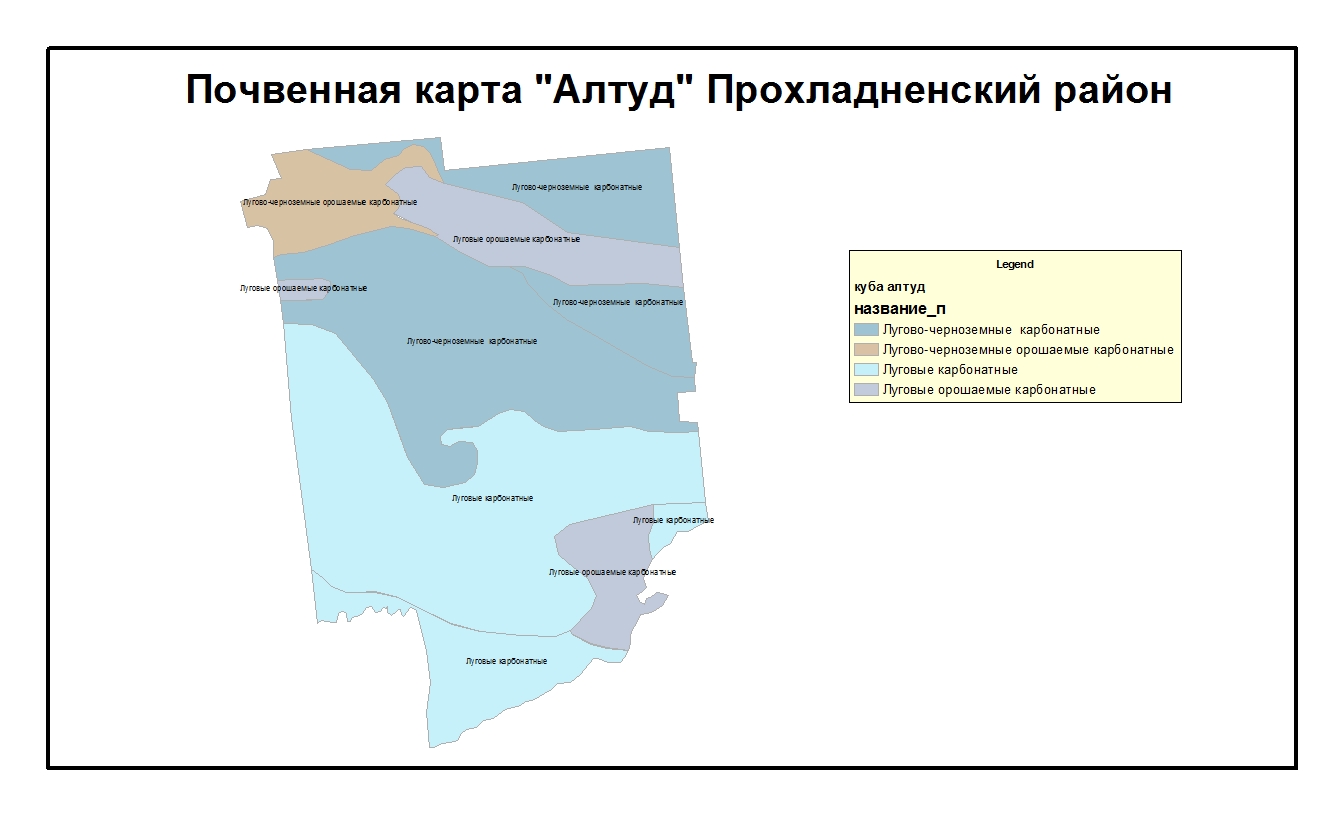 Почвенная карта "Алтуд" Прохладненский район
Лугово-черноземные карбонатные
Лугово-черноземные орошаемые карбонатные
Луговые орошаемые карбонатные
Луговые орошаемые карбонатные
Лугово-черноземные карбонатные
Лугово-черноземные карбонатные
Луговые карбонатные
Луговые карбонатные
Луговые орошаемые карбонатные
Луговые карбонатные
Legend
куба алтуд
название_п
Лугово-черноземные карбонатные
Лугово-черноземные орошаемые карбонатные
Луговые карбонатные
Луговые орошаемые карбонатные